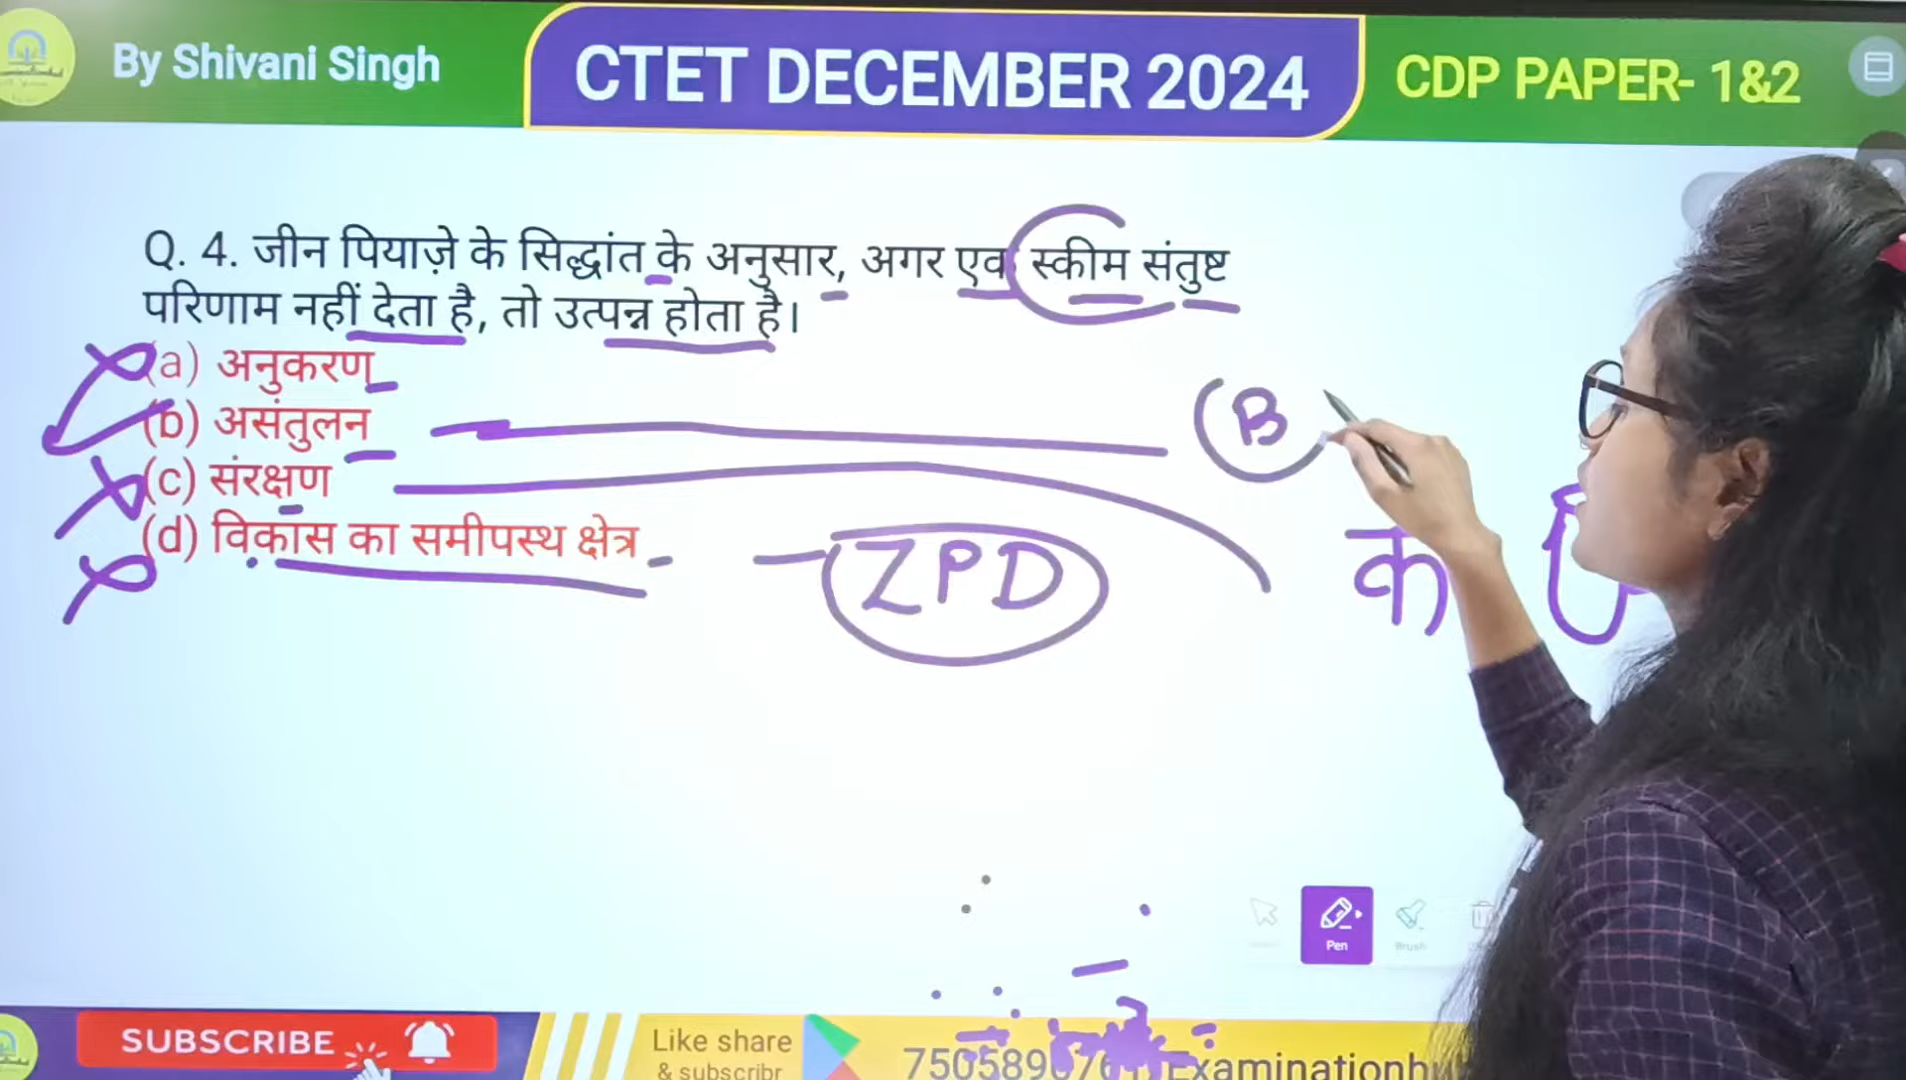 By Shivani Singh
CTET DECEMBER 2024
CDP PAPER- 1&2
Q. 4. जीन पियाज़े के सिद्धांत के अनुसार, अगर एक स्कीम संतुष्ट
परिणाम नहीं देता है, तो उत्पन्न होता है।
(a) अनुकरण
(b) असंतुलन
(c) संरक्षण
(d) विकास का समीपस्थ क्षेत्र
B
ZPD
क
Pen
Brush
SUBSCRIBE
Like share
& subscribr